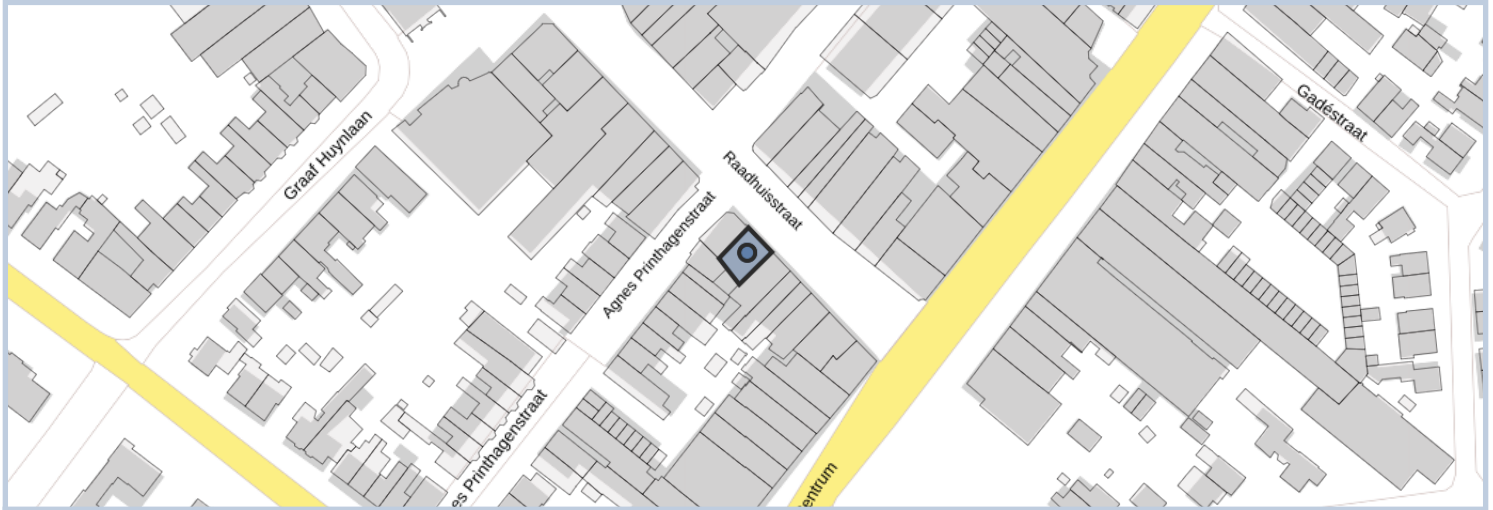 Gadéstraat
Graaf Huynlaan
Raadhuisstraat
Agnes Printhagenstraat
es Printhagenstraat
entrum